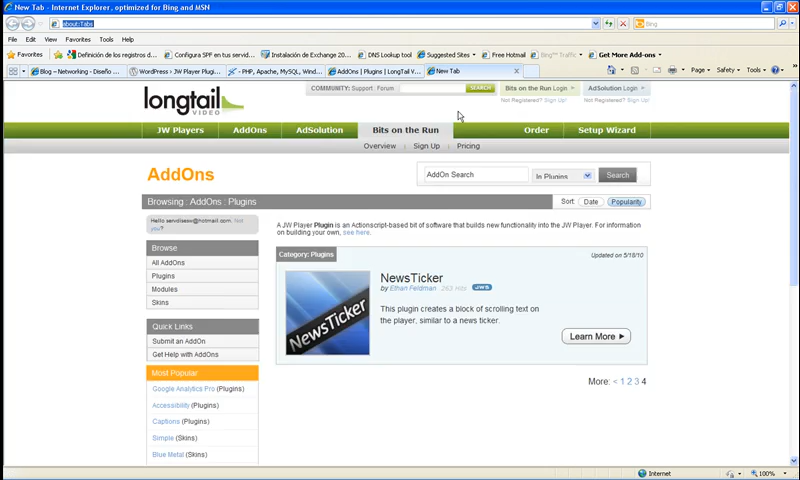 New Tab - Internet Explorer, optimized for Bing and MSN
about:Tabs
Bing
File Edit View Favorites Tools Help
Favorites Definición de los registros d... Configura SPF en tus servid... Instalación de Exchange 20... DNS Lookup tool Suggested Sites Free Hotmail Bing™ Traffic Get More Add-ons
Blog – Networking - Diseño ... WordPress › JW Player Plug... - PHP, Apache, MySQL, Wind... AddOns | Plugins | LongTail V... New Tab
Page Safety Tools
longtail
VIDEO
COMMUNITY: Support Forum SEARCH Bits on the Run Login > AdSolution Login >
Not Registered? Sign Up! Not Registered? Sign Up!
JW Players AddOns AdSolution Bits on the Run Order Setup Wizard
Overview Sign Up Pricing
AddOns
AddOn Search In Plugins Search
Browsing : AddOns : Plugins Sort: Date Popularity
Not
you?
A JW Player Plugin is an Actionscript-based bit of software that builds new functionality into the JW Player. For information
on building your own, see here.
Browse
All AddOns
Plugins
Modules
Skins
Category: Plugins Updated on 5/18/10
NewsTicker
NewsTicker
by Ethan Feldman 263 Hits JW5
This plugin creates a block of scrolling text on
the player, similar to a news ticker.
Learn More
Quick Links
Submit an AddOn
Get Help with AddOns
Most Popular
More: < 1 2 3 4
Google Analytics Pro (Plugins)
Accessibility (Plugins)
Captions (Plugins)
Simple (Skins)
Blue Metal (Skins)
Internet 100%